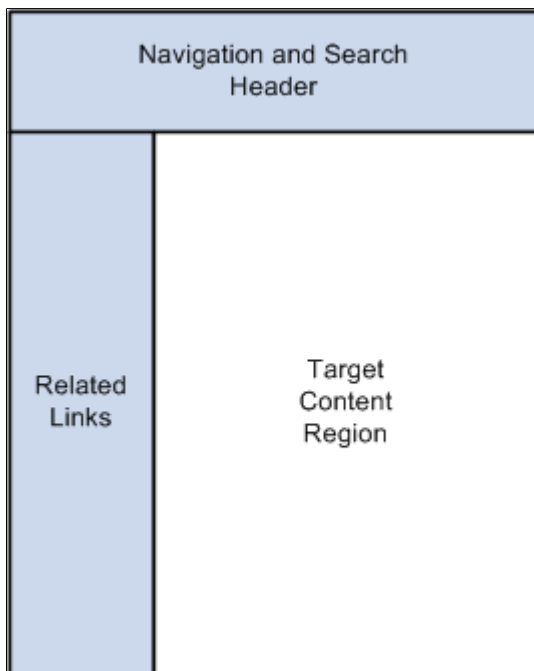 Navigation and Search
Header
Related
Links
Target
Content
Region